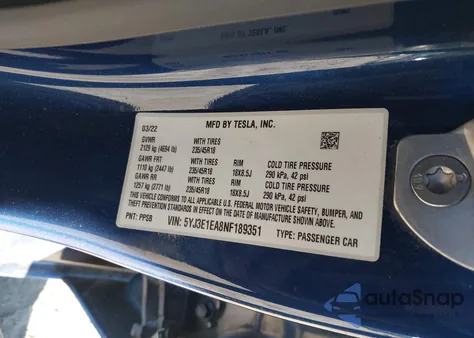 MFD BY TESLA, INC.
03/22
GVWR WITH TIRES
2129 kg (4694 lb) 235/45R18
GAWR FRT WITH TIRES RIM COLD TIRE PRESSURE
1110 kg (2447 lb) 235/45R18 18X8.5J 290 kPa, 42 psi
GAWR RR WITH TIRES RIM COLD TIRE PRESSURE
1257 kg (2771 lb) 235/45R18 18X8.5J 290 kPa, 42 psi
THIS VEHICLE CONFORMS TO ALL APPLICABLE U.S. FEDERAL MOTOR VEHICLE SAFETY, BUMPER, AND
THEFT PREVENTION STANDARDS IN EFFECT ON THE DATE OF MANUFACTURE SHOWN ABOVE.
PNT: PPSB VIN: 5YJ3E1EA8NF189351 TYPE: PASSENGER CAR
109
autoSnap